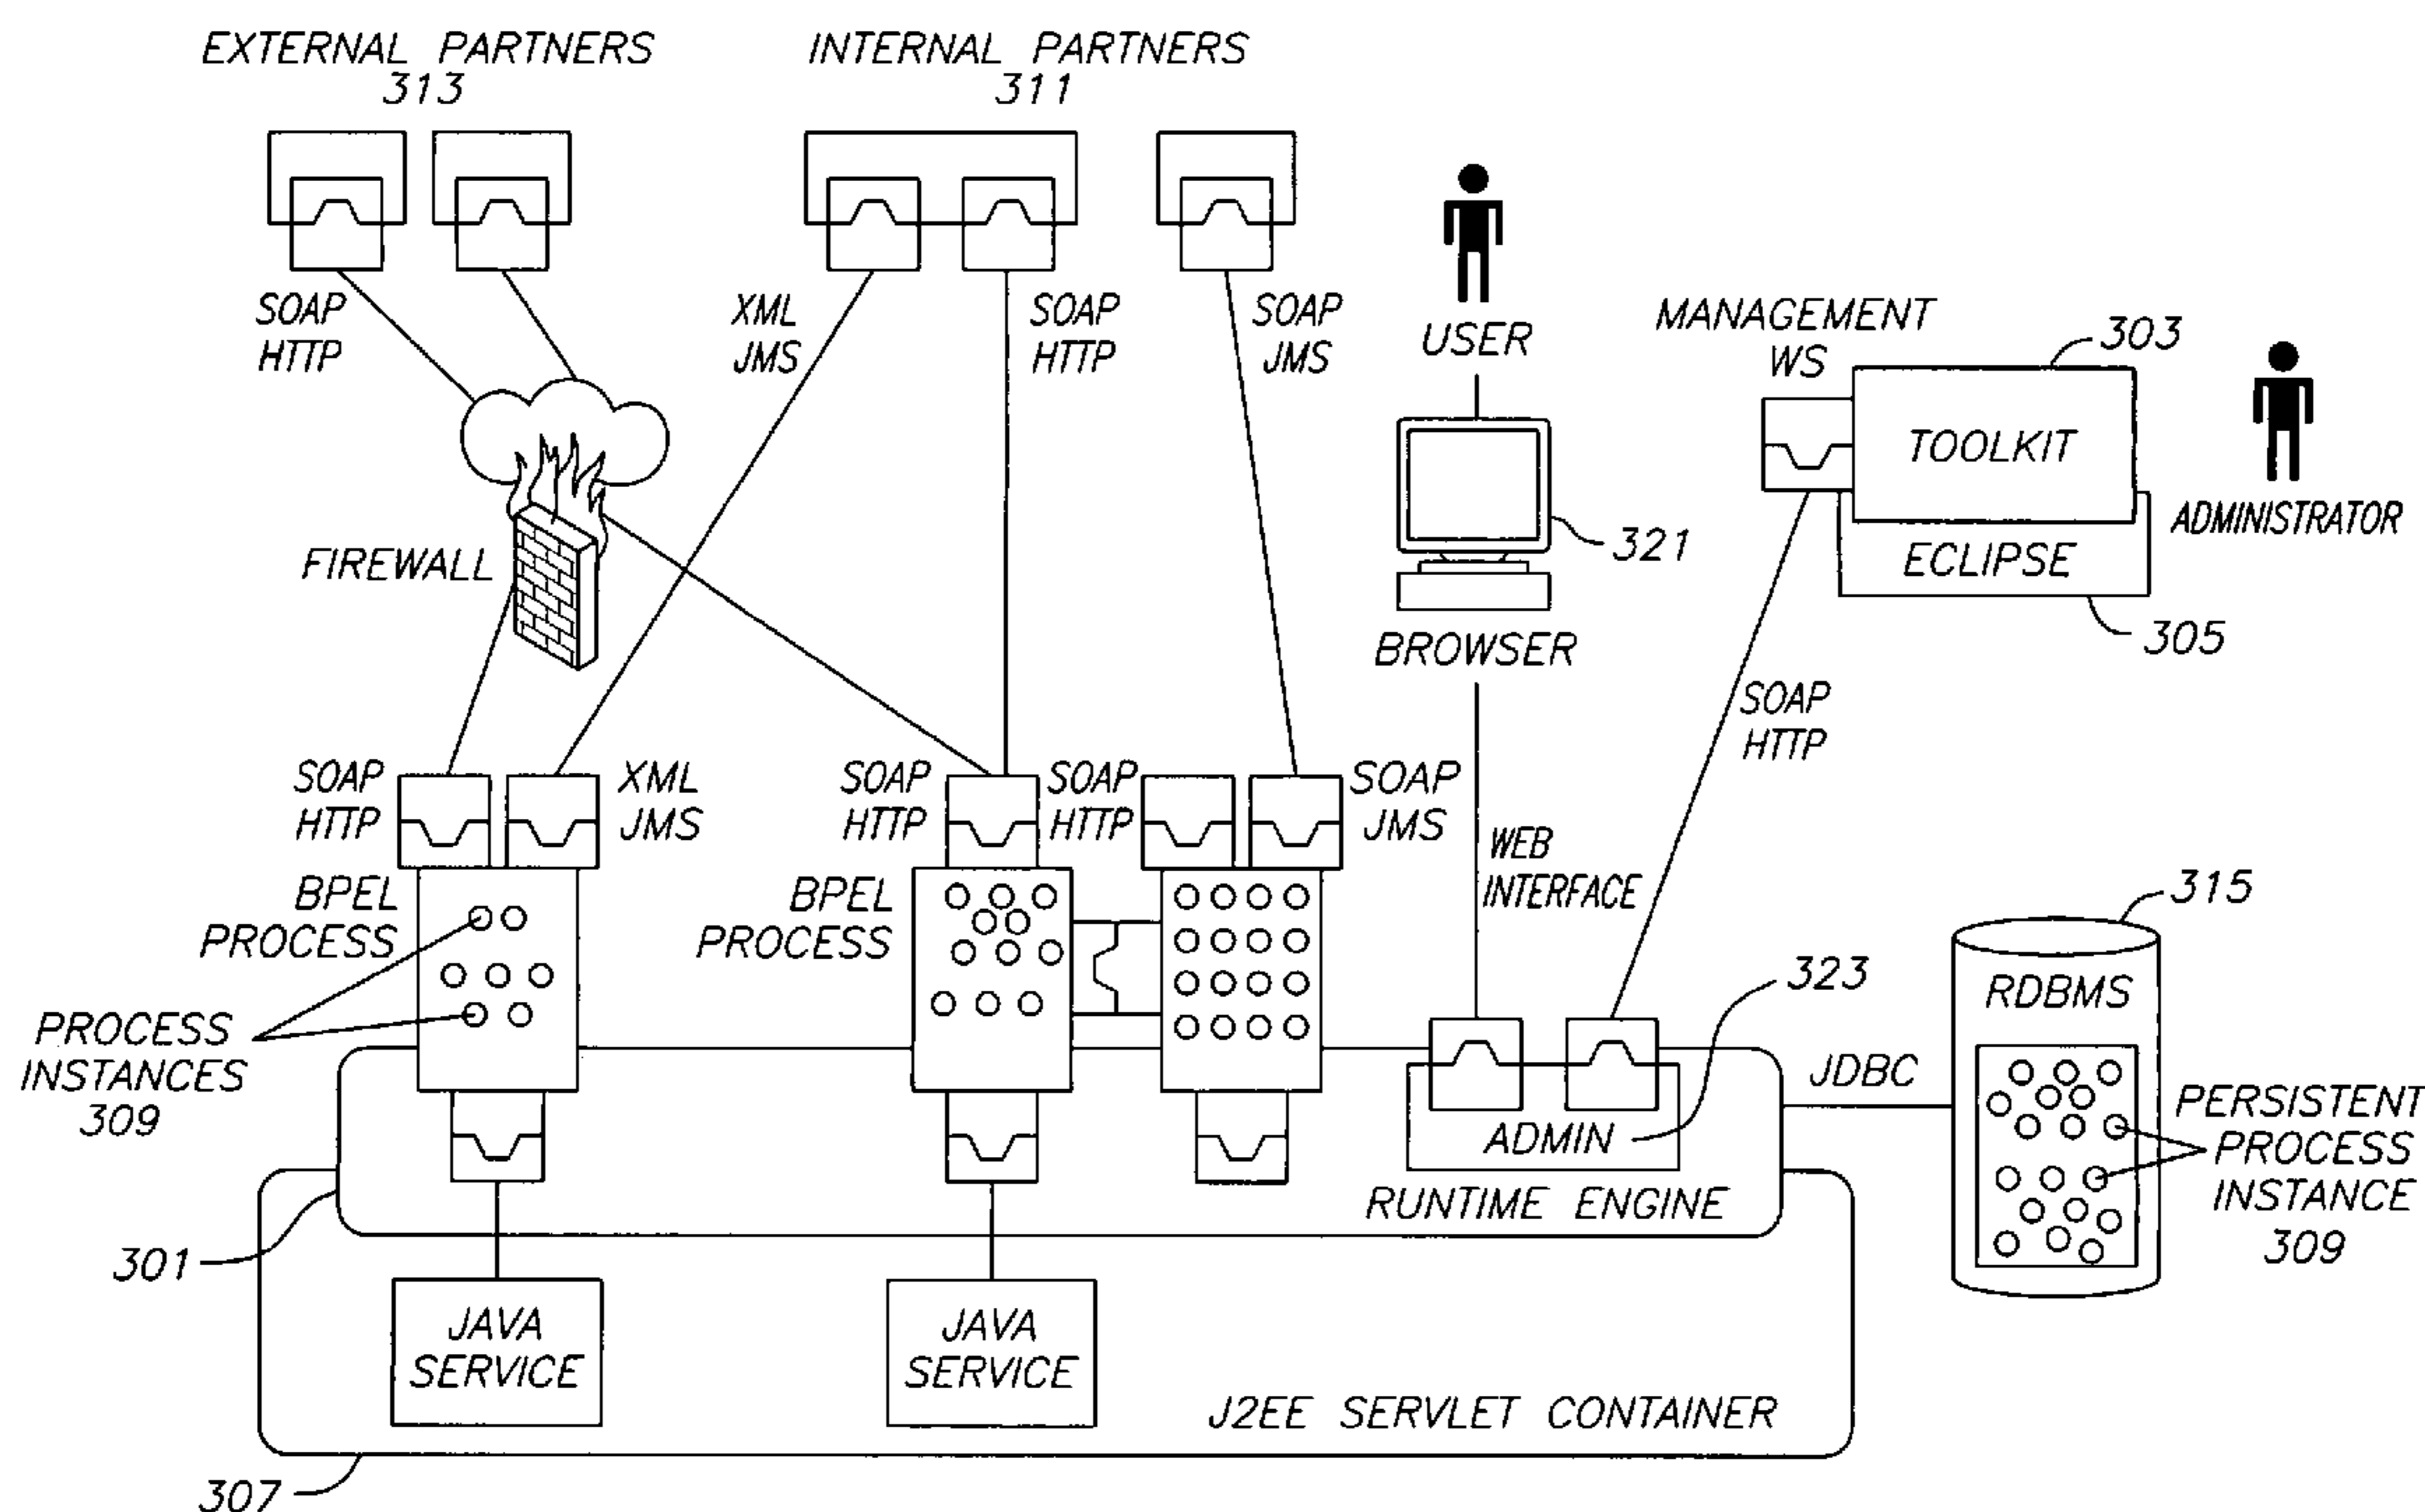 EXTERNAL PARTNERS
313
INTERNAL PARTNERS
311
SOAP
HTTP
XML
JMS
SOAP
HTTP
SOAP
JMS
USER
MANAGEMENT
WS
303
TOOLKIT
ECLIPSE
ADMINISTRATOR
305
321
BROWSER
FIREWALL
SOAP
HTTP
SOAP
HTTP
XML
JMS
SOAP
HTTP
SOAP
HTTP
SOAP
JMS
WEB
INTERFACE
BPEL
PROCESS
BPEL
PROCESS
315
RDBMS
323
PROCESS
INSTANCES
309
JDBC
PERSISTENT
PROCESS
INSTANCE
309
ADMIN
RUNTIME ENGINE
301
JAVA
SERVICE
JAVA
SERVICE
J2EE SERVLET CONTAINER
307